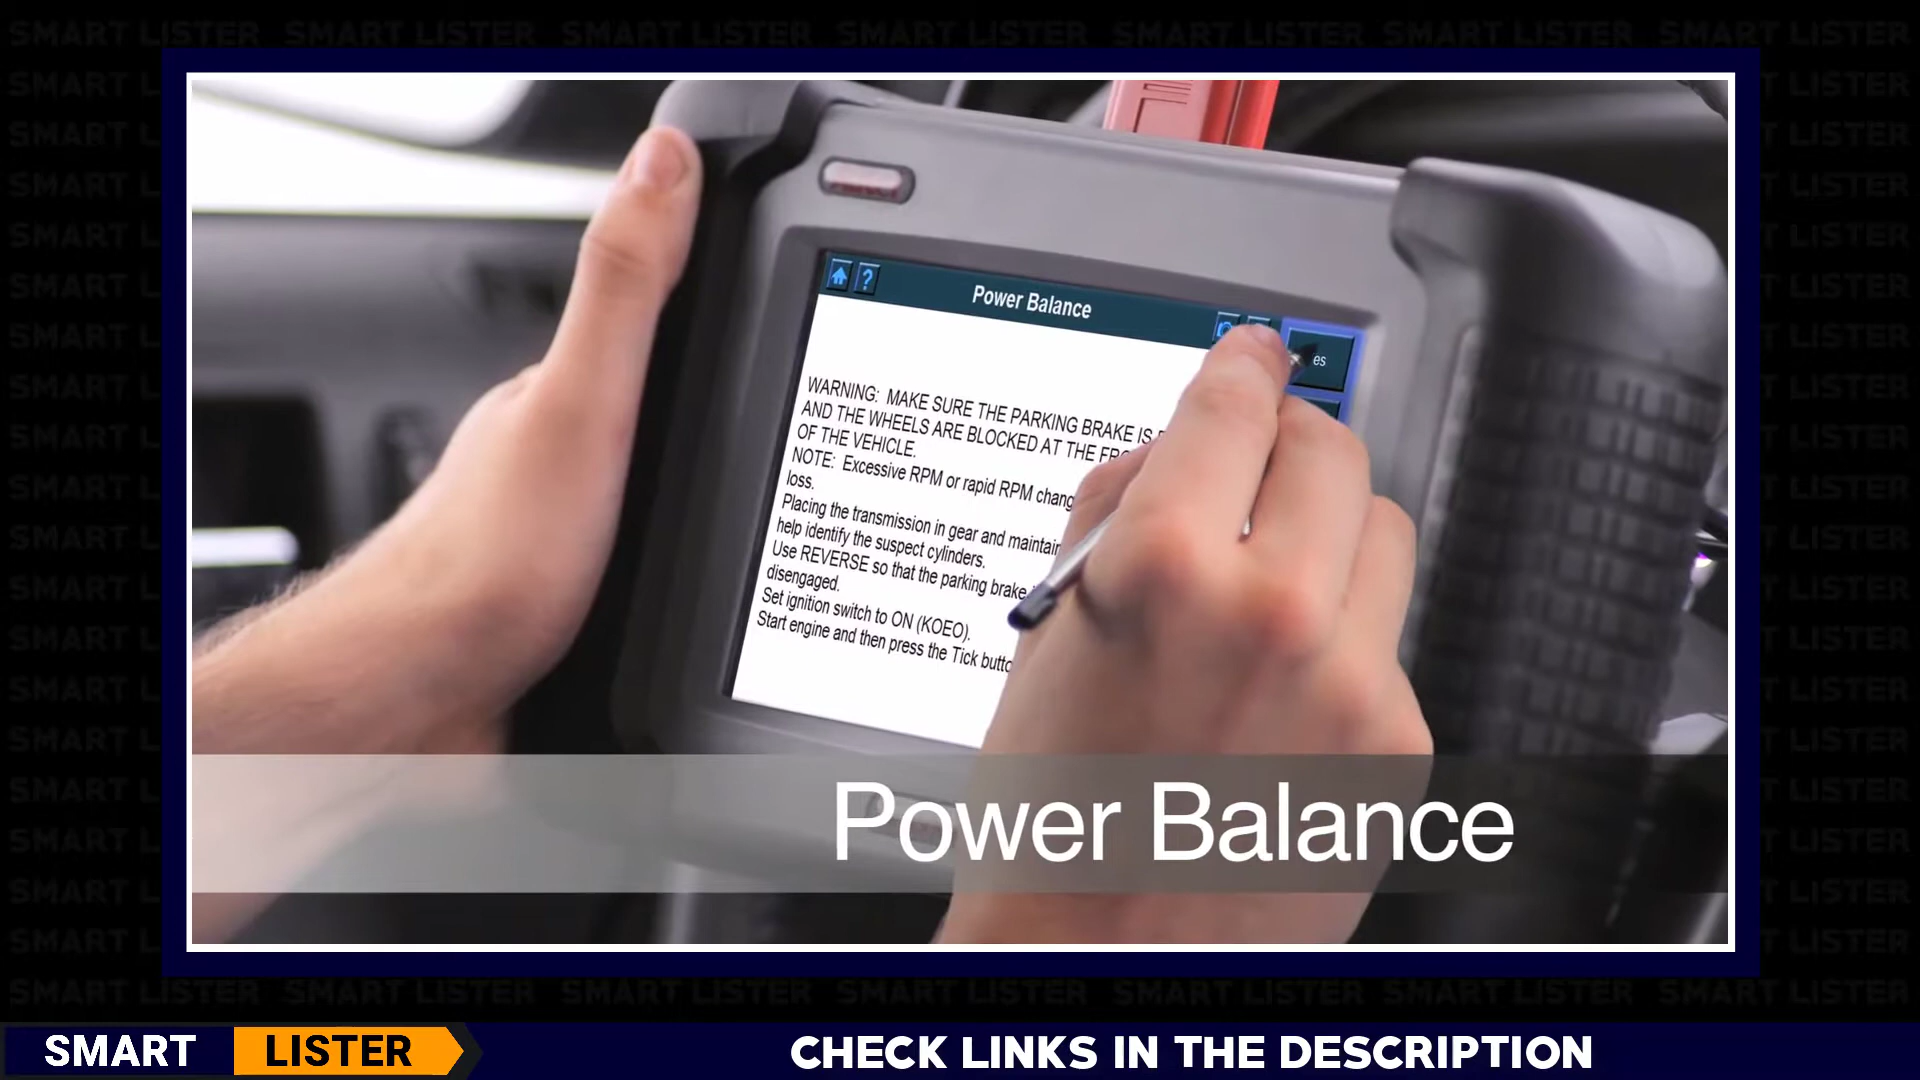 Power Balance
es
WARNING: MAKE SURE THE PARKING BRAKE IS
AND THE WHEELS ARE BLOCKED AT THE
OF THE VEHICLE.
NOTE: Excessive RPM or rapid RPM
loss.
Placing the transmission in gear and
help identify the suspect cylinders.
Use REVERSE so that the parking brake
disengaged.
Set ignition switch to ON (KOEO).
Start engine and then press the Tick
Power Balance
SMART LISTER
CHECK LINKS IN THE DESCRIPTION